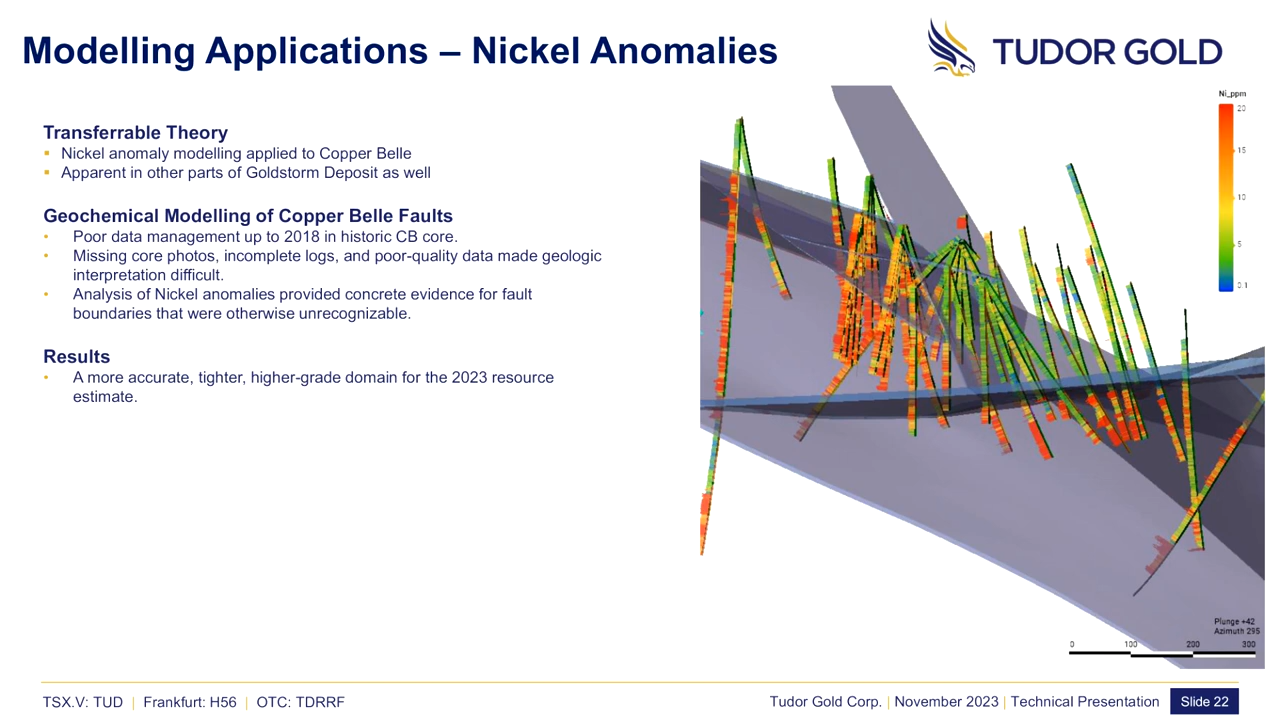 Modelling Applications – Nickel Anomalies
TUDOR GOLD
Transferrable Theory
▪ Nickel anomaly modelling applied to Copper Belle
▪ Apparent in other parts of Goldstorm Deposit as well
Geochemical Modelling of Copper Belle Faults
• Poor data management up to 2018 in historic CB core.
• Missing core photos, incomplete logs, and poor-quality data made geologic
interpretation difficult.
• Analysis of Nickel anomalies provided concrete evidence for fault
boundaries that were otherwise unrecognizable.
Results
• A more accurate, tighter, higher-grade domain for the 2023 resource
estimate.
Ni_ppm
20
15
10
5
0.1
Plunge +42
Azimuth 295
0 100 200 300
TSX.V: TUD | Frankfurt: H56 | OTC: TDRRF
Tudor Gold Corp. | November 2023 | Technical Presentation
Slide 22